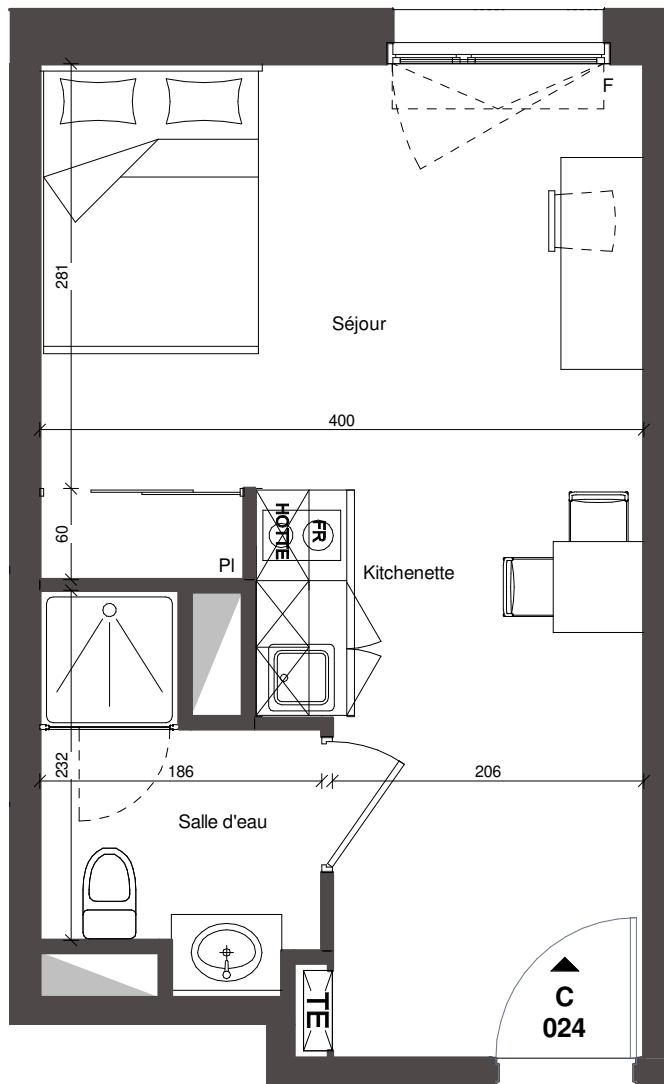 F
281
Séjour
400
60
HOTTE
FR
Pl
Kitchenette
232
186
206
Salle d'eau
TE
C
024